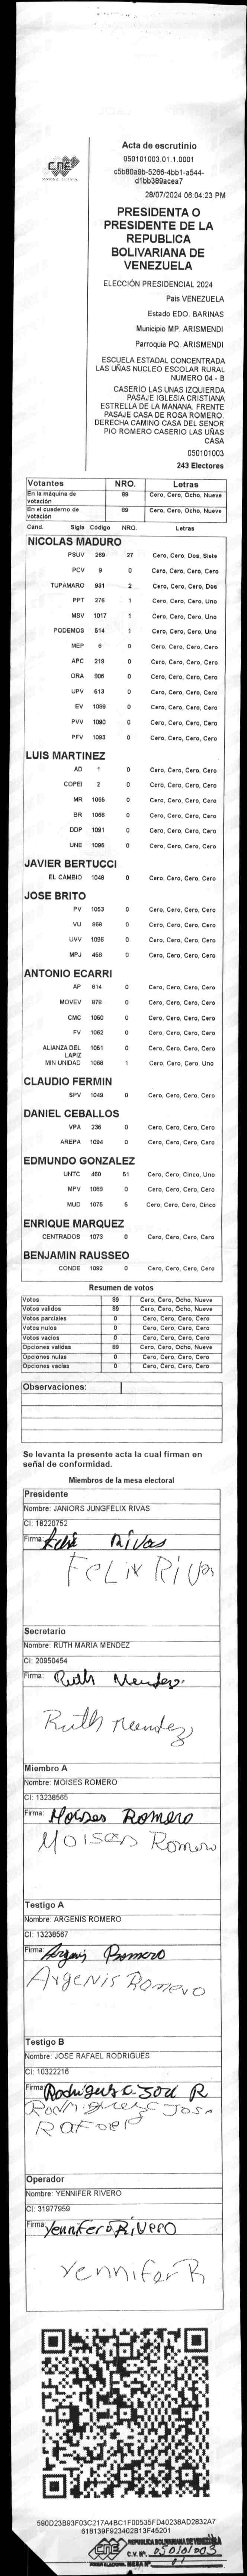 Acta de escrutinio
050101003.01.1.0001
c5b80a9b-5266-4bb1-a544-
d1bb389acea7
28/07/2024 06:04:23 PM
CNE
PRESIDENTA O
PRESIDENTE DE LA
REPUBLICA
BOLIVARIANA DE
VENEZUELA
ELECCIÓN PRESIDENCIAL 2024
Pais VENEZUELA
Estado EDO. BARINAS
Municipio MP. ARISMENDI
Parroquia PQ. ARISMENDI
ESCUELA ESTADAL CONCENTRADA
LAS UÑAS NUCLEO ESCOLAR RURAL
NUMERO 04 - B
CASERIO LAS UNAS IZQUIERDA
PASAJE IGLESIA CRISTIANA
ESTRELLA DE LA MANANA. FRENTE
PASAJE CASA DE ROSA ROMERO.
DERECHA CAMINO CASA DEL SENOR
PIO ROMERO CASERIO LAS UÑAS
CASA
050101003
243 Electores
Votantes NRO. Letras
En la máquina de votación 89 Cero, Cero, Ocho, Nueve
En el cuaderno de votación 89 Cero, Cero, Ocho, Nueve
Cand. Sigla Código NRO. Letras
NICOLAS MADURO
PSUV 269 27 Cero, Cero, Dos, Siete
PCV 9 0 Cero, Cero, Cero, Cero
TUPAMARO 931 2 Cero, Cero, Cero, Dos
PPT 276 1 Cero, Cero, Cero, Uno
MSV 1017 1 Cero, Cero, Cero, Uno
PODEMOS 514 1 Cero, Cero, Cero, Uno
MEP 6 0 Cero, Cero, Cero, Cero
APC 219 0 Cero, Cero, Cero, Cero
ORA 906 0 Cero, Cero, Cero, Cero
UPV 613 0 Cero, Cero, Cero, Cero
EV 1089 0 Cero, Cero, Cero, Cero
PVV 1090 0 Cero, Cero, Cero, Cero
PFV 1093 0 Cero, Cero, Cero, Cero
LUIS MARTINEZ
AD 1 0 Cero, Cero, Cero, Cero
COPEI 2 0 Cero, Cero, Cero, Cero
MR 1065 0 Cero, Cero, Cero, Cero
BR 1066 0 Cero, Cero, Cero, Cero
DDP 1091 0 Cero, Cero, Cero, Cero
UNE 1095 0 Cero, Cero, Cero, Cero
JAVIER BERTUCCI
EL CAMBIO 1048 0 Cero, Cero, Cero, Cero
JOSE BRITO
PV 1053 0 Cero, Cero, Cero, Cero
VU 868 0 Cero, Cero, Cero, Cero
UVV 1096 0 Cero, Cero, Cero, Cero
MPJ 458 0 Cero, Cero, Cero, Cero
ANTONIO ECARRI
AP 814 0 Cero, Cero, Cero, Cero
MOVEV 879 0 Cero, Cero, Cero, Cero
CMC 1050 0 Cero, Cero, Cero, Cero
FV 1062 0 Cero, Cero, Cero, Cero
ALIANZA DEL LAPIZ 1051 0 Cero, Cero, Cero, Cero
MIN UNIDAD 1068 1 Cero, Cero, Cero, Uno
CLAUDIO FERMIN
SPV 1049 0 Cero, Cero, Cero, Cero
DANIEL CEBALLOS
VPA 236 0 Cero, Cero, Cero, Cero
AREPA 1094 0 Cero, Cero, Cero, Cero
EDMUNDO GONZALEZ
UNTC 460 51 Cero, Cero, Cinco, Uno
MPV 1069 0 Cero, Cero, Cero, Cero
MUD 1075 5 Cero, Cero, Cero, Cinco
ENRIQUE MARQUEZ
CENTRADOS 1073 0 Cero, Cero, Cero, Cero
BENJAMIN RAUSSEO
CONDE 1092 0 Cero, Cero, Cero, Cero
Resumen de votos
Votos 89 Cero, Cero, Ocho, Nueve
Votos validos 89 Cero, Cero, Ocho, Nueve
Votos parciales 0 Cero, Cero, Cero, Cero
Votos nulos 0 Cero, Cero, Cero, Cero
Votos vacios 0 Cero, Cero, Cero, Cero
Opciones validas 89 Cero, Cero, Ocho, Nueve
Opciones nulas 0 Cero, Cero, Cero, Cero
Opciones vacias 0 Cero, Cero, Cero, Cero
Observaciones:
Se levanta la presente acta la cual firman en
señal de conformidad.
Miembros de la mesa electoral
Presidente
Nombre: JANIORS JUNGFELIX RIVAS
CI: 18220752
Firma: Felix Rivas
FeLix RiVas
Secretario
Nombre: RUTH MARIA MENDEZ
CI: 20950454
Firma: Ruth Mendez
Ruth Mendez
Miembro A
Nombre: MOISES ROMERO
CI: 13238565
Firma: Moises Romero
MOISES Romero
Testigo A
Nombre: ARGENIS ROMERO
CI: 13238567
Firma: Argenis Romero
ArgeNis Romero
Testigo B
Nombre: JOSE RAFAEL RODRIGUES
CI: 10322216
Firma: Rodriguez José R
Rodriguez Jose
Rafael
Operador
Nombre: YENNIFER RIVERO
CI: 31977959
Firma: Yennifer RiVERO
Yennifer R
590D23B93F03C217A4BC1F00535FD40238AD2832A7
616139F923402B13F45201
CNE
REPUBLICA BOLIVARIANA DE VENEZUELA
C.V. Nº. 050101003
MESA Nº 01